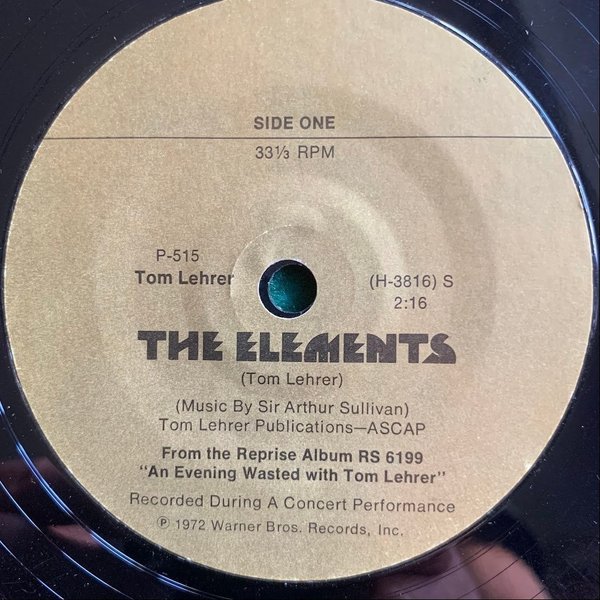 SIDE ONE
33⅓ RPM
P-515
Tom Lehrer
(H-3816) S
2:16
THE ELEMENTS
(Tom Lehrer)
(Music By Sir Arthur Sullivan)
Tom Lehrer Publications—ASCAP
From the Reprise Album RS 6199
"An Evening Wasted with Tom Lehrer"
Recorded During A Concert Performance
℗ 1972 Warner Bros. Records, Inc.